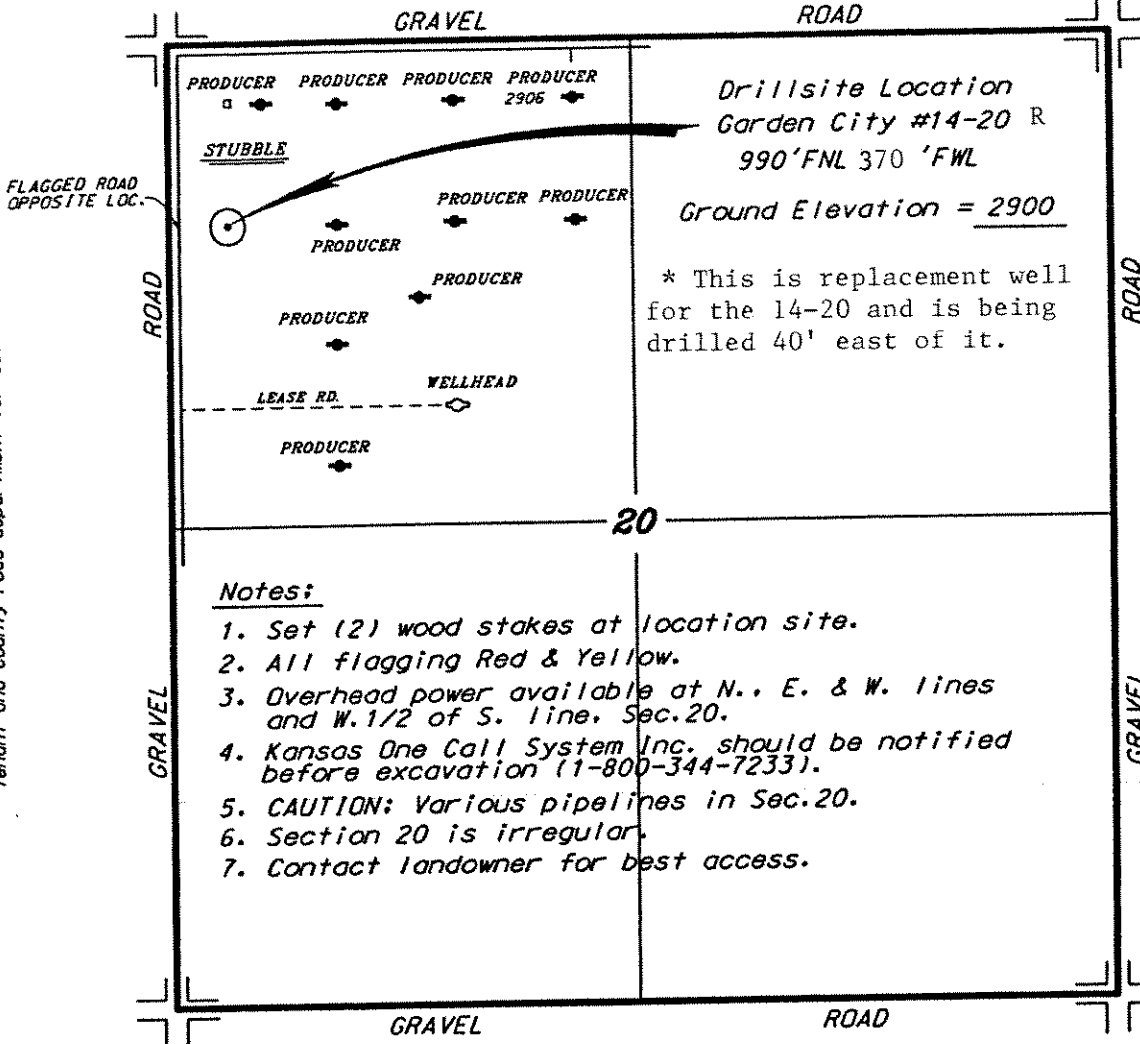 GRAVEL ROAD
PRODUCER PRODUCER PRODUCER PRODUCER
2906
STUBBLE
Drillsite Location
Garden City #14-20 R
990'FNL 370 'FWL
Ground Elevation = 2900
FLAGGED ROAD
OPPOSITE LOC.
PRODUCER PRODUCER
PRODUCER
* This is replacement well
for the 14-20 and is being
drilled 40' east of it.
PRODUCER
PRODUCER
ROAD
ROAD
WELLHEAD
LEASE RD.
PRODUCER
20
Notes:
1. Set (2) wood stakes at location site.
2. All flagging Red & Yellow.
3. Overhead power available at N., E. & W. lines
and W.1/2 of S. line. Sec.20.
4. Kansas One Call System Inc. should be notified
before excavation (1-800-344-7233).
5. CAUTION: Various pipelines in Sec.20.
6. Section 20 is irregular.
7. Contact landowner for best access.
GRAVEL
GRAVEL
GRAVEL ROAD